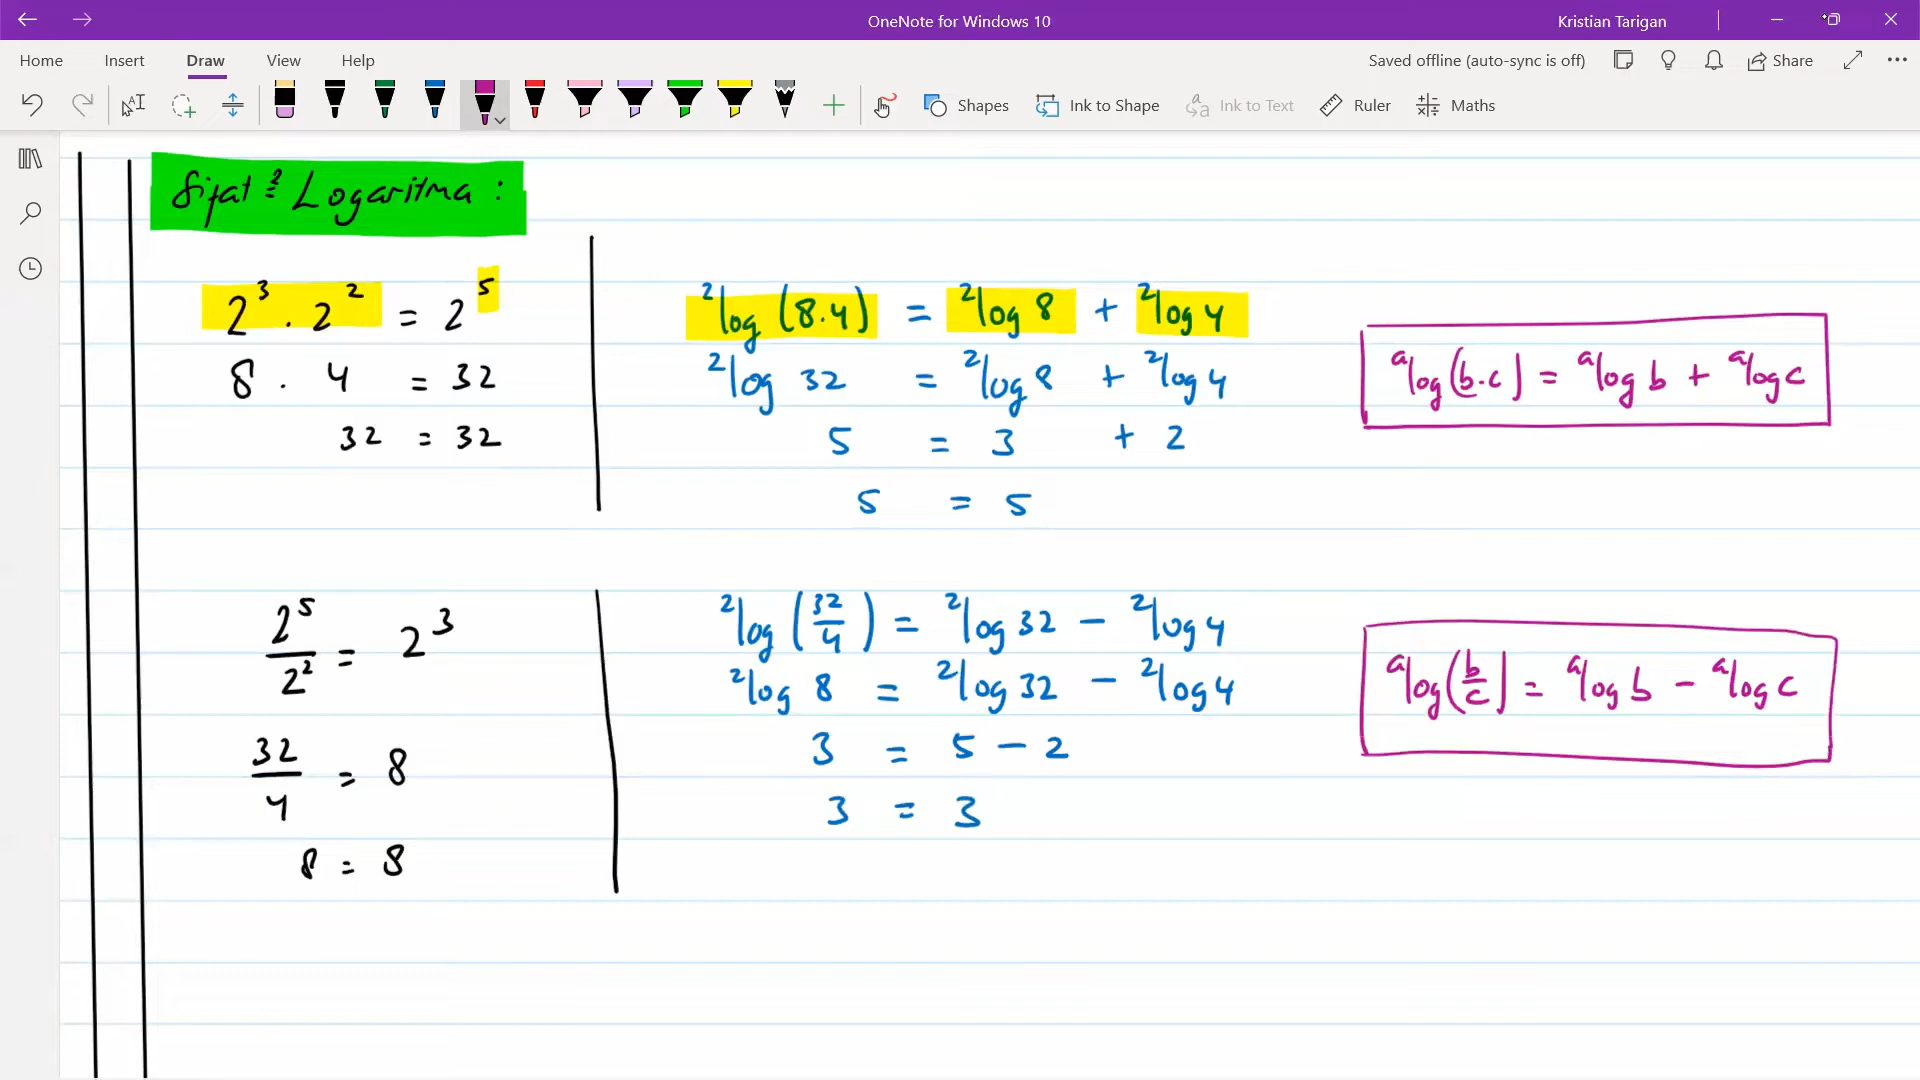 OneNote for Windows 10
Kristian Tarigan
Home Insert Draw View Help
Saved offline (auto-sync is off) Share
Shapes Ink to Shape Ink to Text Ruler Maths
Sifat² Logaritma :
2³ . 2² = 2⁵
8 . 4 = 32
32 = 32
²log (8.4) = ²log 8 + ²log 4
²log 32 = ²log 8 + ²log 4
5 = 3 + 2
5 = 5
ᵃlog(b.c) = ᵃlog b + ᵃlog c
2⁵/2² = 2³
32/4 = 8
8 = 8
²log (32/4) = ²log 32 − ²log 4
²log 8 = ²log 32 − ²log 4
3 = 5 − 2
3 = 3
ᵃlog(b/c) = ᵃlog b − ᵃlog c